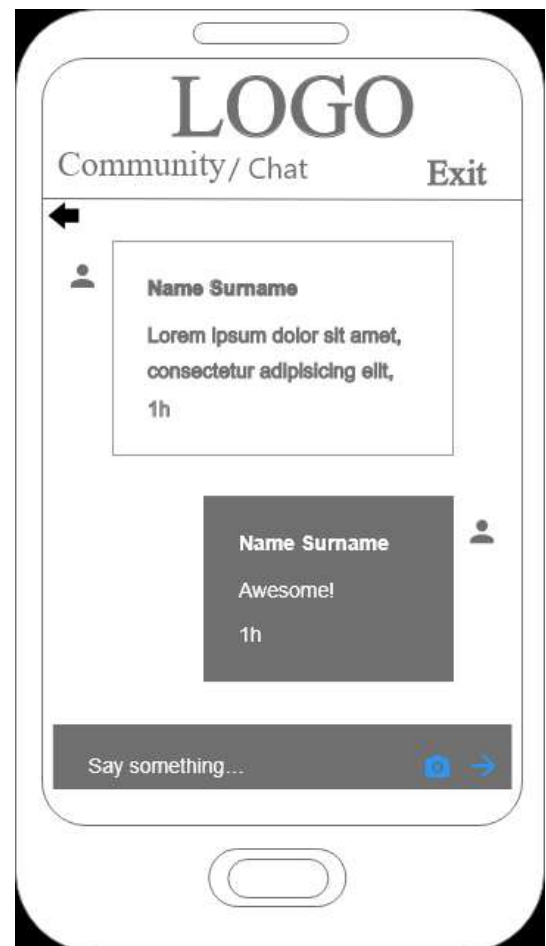 LOGO
Community/ Chat
Exit
Name Surname
Lorem ipsum dolor sit amet,
consectetur adipisicing elit,
1h
Name Surname
Awesome!
1h
Say something...